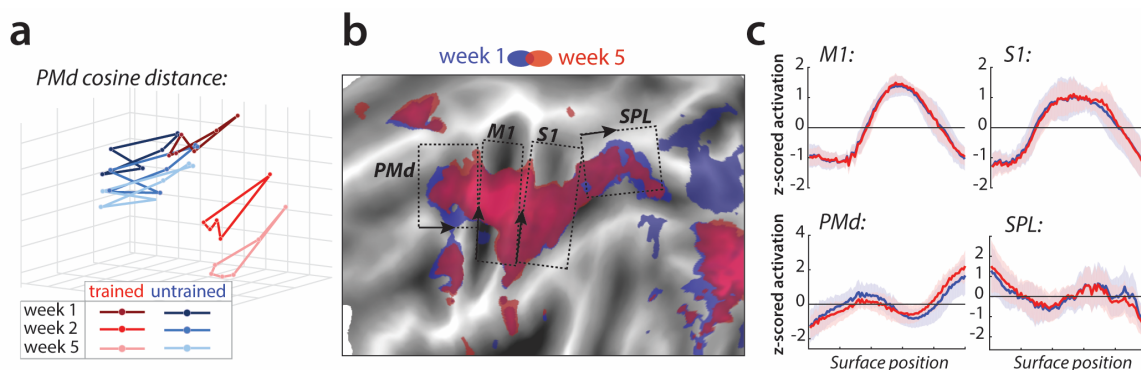 a
PMd cosine distance:
trained untrained
week 1
week 2
week 5
b
week 1 week 5
PMd
M1
S1
SPL
c
M1:
z-scored activation
2
1
0
-1
-2
S1:
2
1
0
-1
-2
PMd:
z-scored activation
4
2
0
-2
Surface position
SPL:
2
1
0
-1
-2
Surface position